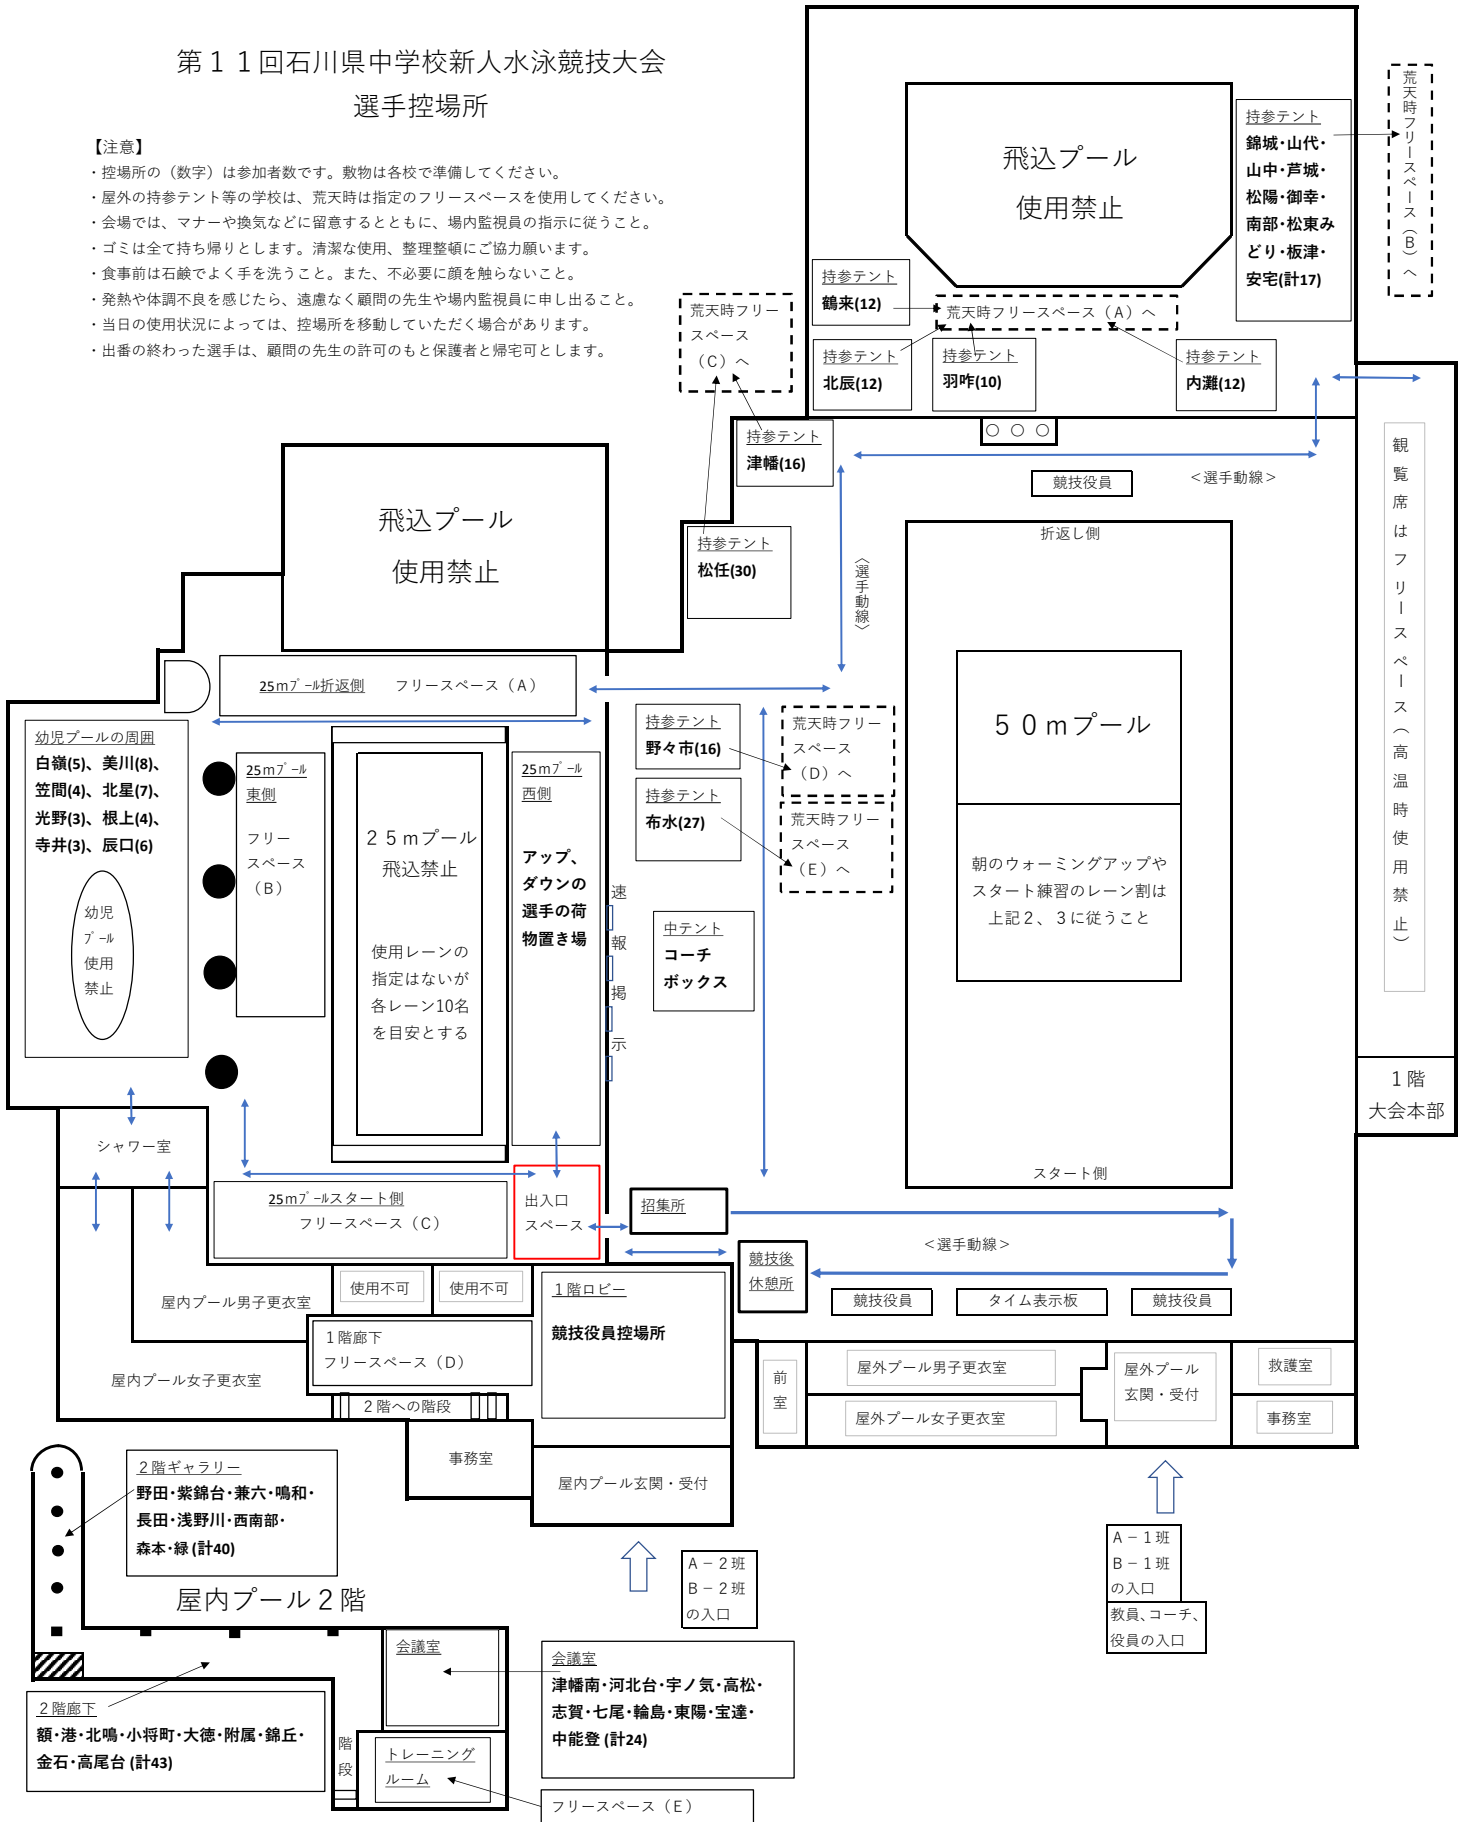 第１１回石川県中学校新人水泳競技大会
選手控場所
【注意】
・控場所の（数字）は参加者数です。敷物は各校で準備してください。
・屋外の持参テント等の学校は、荒天時は指定のフリースペースを使用してください。
・会場では、マナーや換気などに留意するとともに、場内監視員の指示に従うこと。
・ゴミは全て持ち帰りとします。清潔な使用、整理整頓にご協力願います。
・食事前は石鹸でよく手を洗うこと。また、不必要に顔を触らないこと。
・発熱や体調不良を感じたら、遠慮なく顧問の先生や場内監視員に申し出ること。
・当日の使用状況によっては、控場所を移動していただく場合があります。
・出番の終わった選手は、顧問の先生の許可のもと保護者と帰宅可とします。
飛込プール
使用禁止
持参テント
錦城・山代・
山中・芦城・
松陽・御幸・
南部・松東み
どり・板津・
安宅(計17)
荒天時フリースペース（B）へ
持参テント
鶴来(12)
荒天時フリースペース（A）へ
持参テント
北辰(12)
持参テント
羽咋(10)
持参テント
内灘(12)
荒天時フリー
スペース
（C）へ
持参テント
津幡(16)
持参テント
松任(30)
○ ○ ○
競技役員
＜選手動線＞
〈選手動線〉
観覧席はフリースペース（高温時使用禁止）
飛込プール
使用禁止
折返し側
５０ｍプール
朝のウォーミングアップや
スタート練習のレーン割は
上記２、３に従うこと
スタート側
25ｍﾌﾟｰﾙ折返側　フリースペース（A）
幼児プールの周囲
白嶺(5)、美川(8)、
笠間(4)、北星(7)、
光野(3)、根上(4)、
寺井(3)、辰口(6)
幼児
ﾌﾟｰﾙ
使用
禁止
25ｍﾌﾟｰﾙ
東側
フリー
スペース
（B）
２５ｍプール
飛込禁止
使用レーンの
指定はないが
各レーン10名
を目安とする
25ｍﾌﾟｰﾙ
西側
アップ、
ダウンの
選手の荷
物置き場
速報掲示
持参テント
野々市(16)
荒天時フリー
スペース
（D）へ
持参テント
布水(27)
荒天時フリー
スペース
（E）へ
中テント
コーチ
ボックス
１階
大会本部
シャワー室
25ｍﾌﾟｰﾙスタート側
フリースペース（C）
出入口
スペース
招集所
＜選手動線＞
競技後
休憩所
競技役員
タイム表示板
競技役員
屋内プール男子更衣室
使用不可
使用不可
１階ロビー
競技役員控場所
１階廊下
フリースペース（D）
屋内プール女子更衣室
２階への階段
事務室
屋内プール玄関・受付
前室
屋外プール男子更衣室
屋外プール女子更衣室
屋外プール
玄関・受付
救護室
事務室
２階ギャラリー
野田・紫錦台・兼六・鳴和・
長田・浅野川・西南部・
森本・緑 (計40)
屋内プール２階
A－２班
B－２班
の入口
A－１班
B－１班
の入口
教員、コーチ、
役員の入口
会議室
会議室
津幡南・河北台・宇ノ気・高松・
志賀・七尾・輪島・東陽・宝達・
中能登 (計24)
２階廊下
額・港・北鳴・小将町・大徳・附属・錦丘・
金石・高尾台 (計43)
階段
トレーニング
ルーム
フリースペース（E）